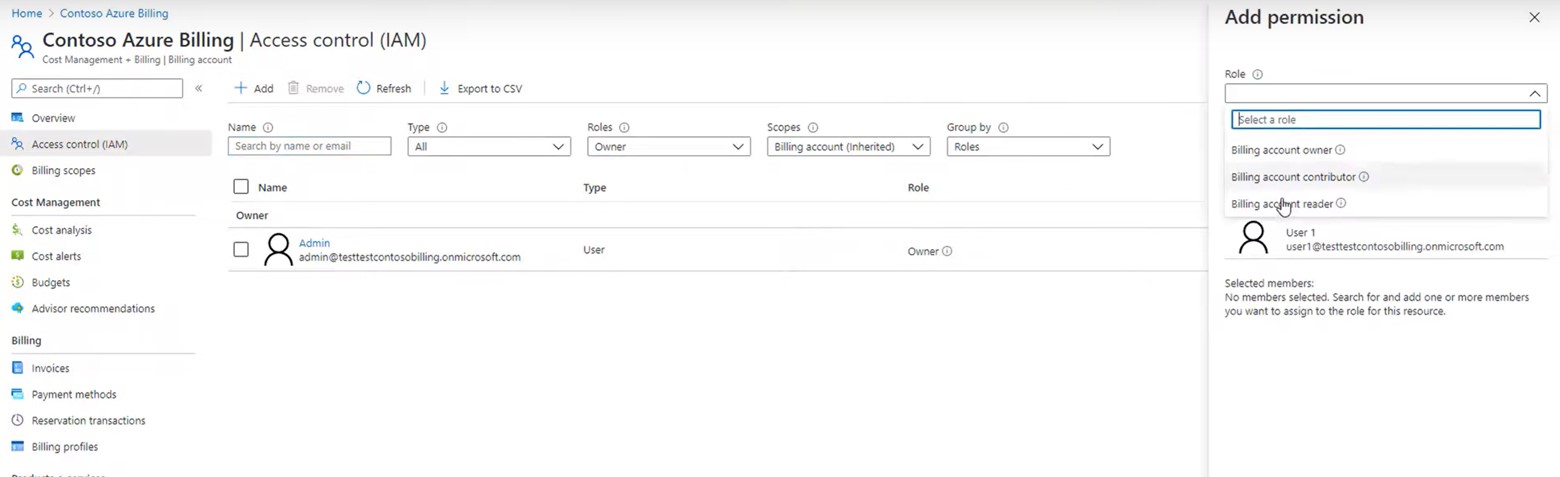 Home > Contoso Azure Billing
Contoso Azure Billing | Access control (IAM)
Cost Management + Billing | Billing account
Search (Ctrl+/)
«
Overview
Access control (IAM)
Billing scopes
Cost Management
Cost analysis
Cost alerts
Budgets
Advisor recommendations
Billing
Invoices
Payment methods
Reservation transactions
Billing profiles
+ Add Remove Refresh Export to CSV
Name Type Roles Scopes Group by
Search by name or email All Owner Billing account (Inherited) Roles
Name Type Role
Owner
Admin
admin@testtestcontosobilling.onmicrosoft.com User Owner
Add permission
Role
Select a role
Billing account owner
Billing account contributor
Billing account reader
User 1
user1@testtestcontosobilling.onmicrosoft.com
Selected members:
No members selected. Search for and add one or more members
you want to assign to the role for this resource.